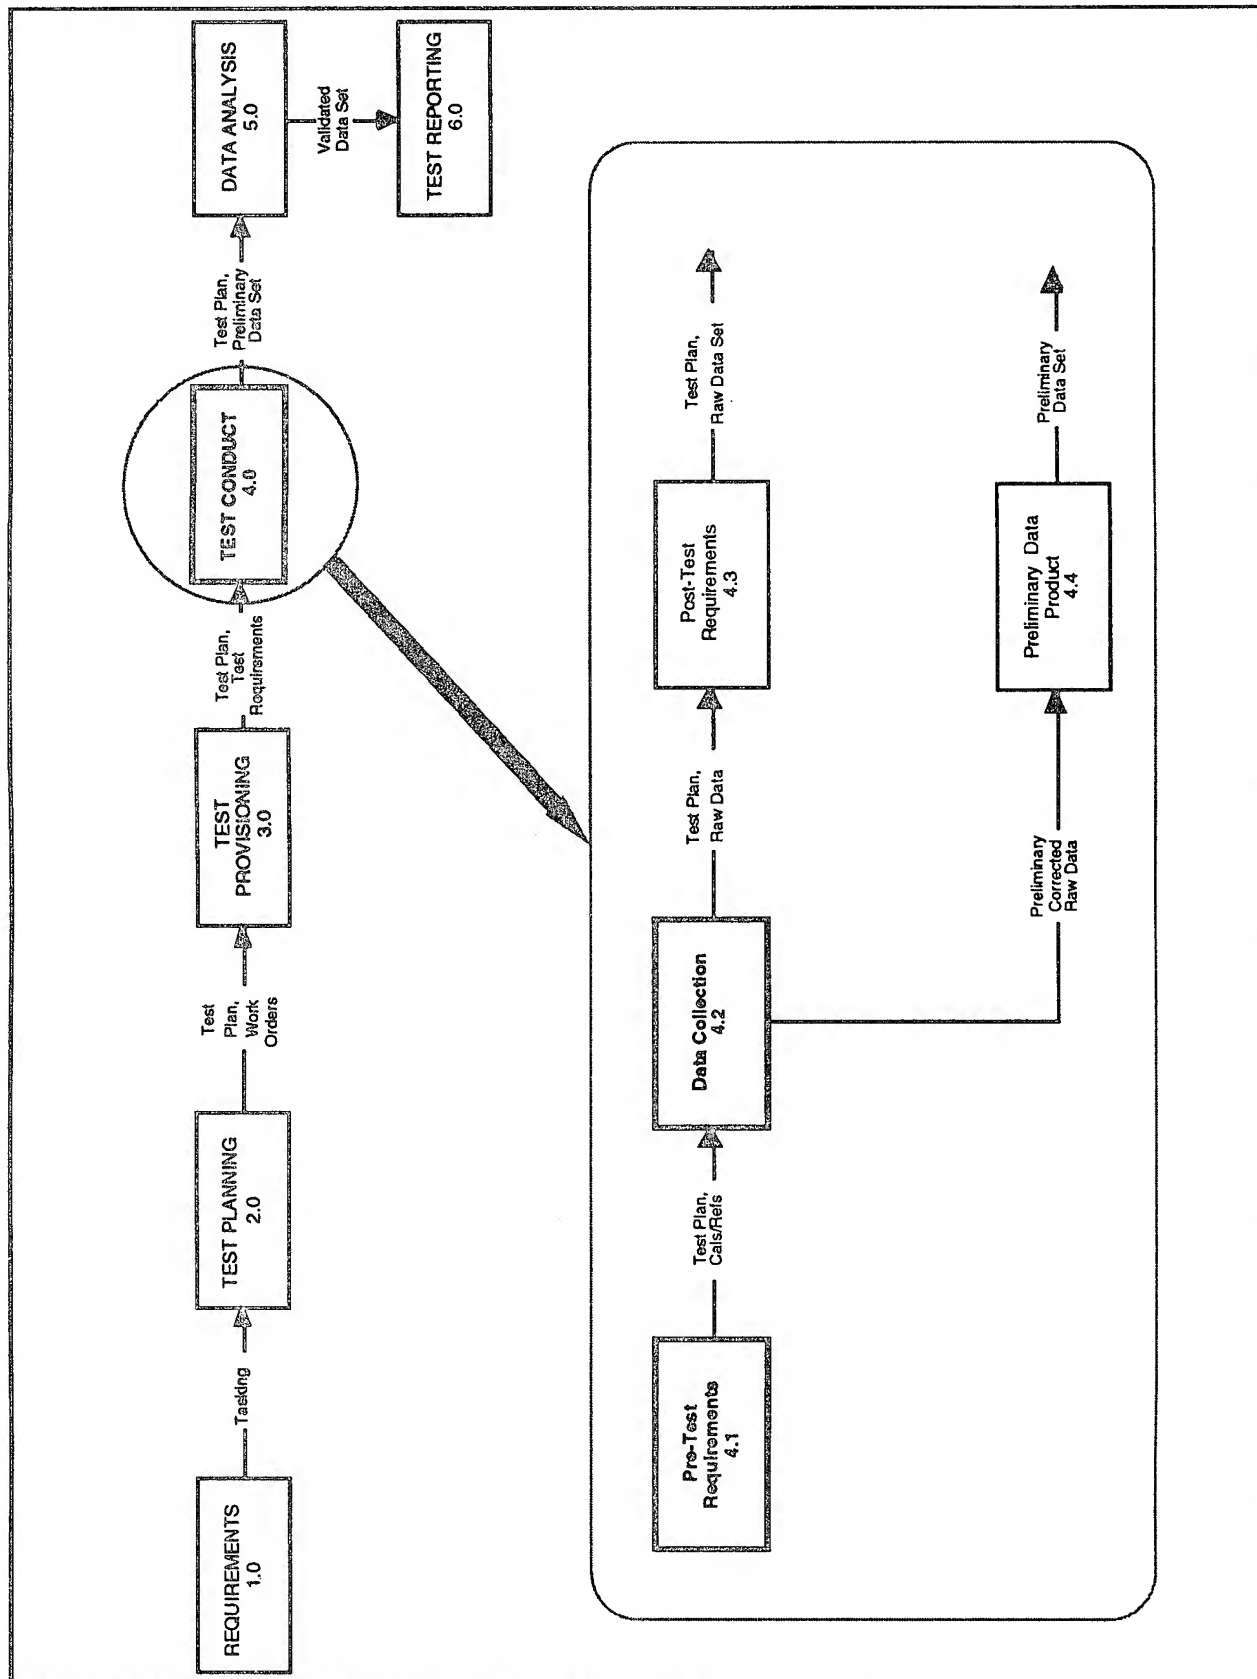 REQUIREMENTS
1.0
Tasking
TEST PLANNING
2.0
Test
Plan,
Work
Orders
TEST
PROVISIONING
3.0
Test Plan,
Test
Requirements
TEST CONDUCT
4.0
Test Plan,
Preliminary
Data Set
DATA ANALYSIS
5.0
Validated
Data Set
TEST REPORTING
6.0
Pre-Test
Requirements
4.1
Test Plan,
Cals/Refs
Data Collection
4.2
Test Plan,
Raw Data
Post-Test
Requirements
4.3
Test Plan,
Raw Data Set
Preliminary
Corrected
Raw Data
Preliminary Data
Product
4.4
Preliminary
Data Set